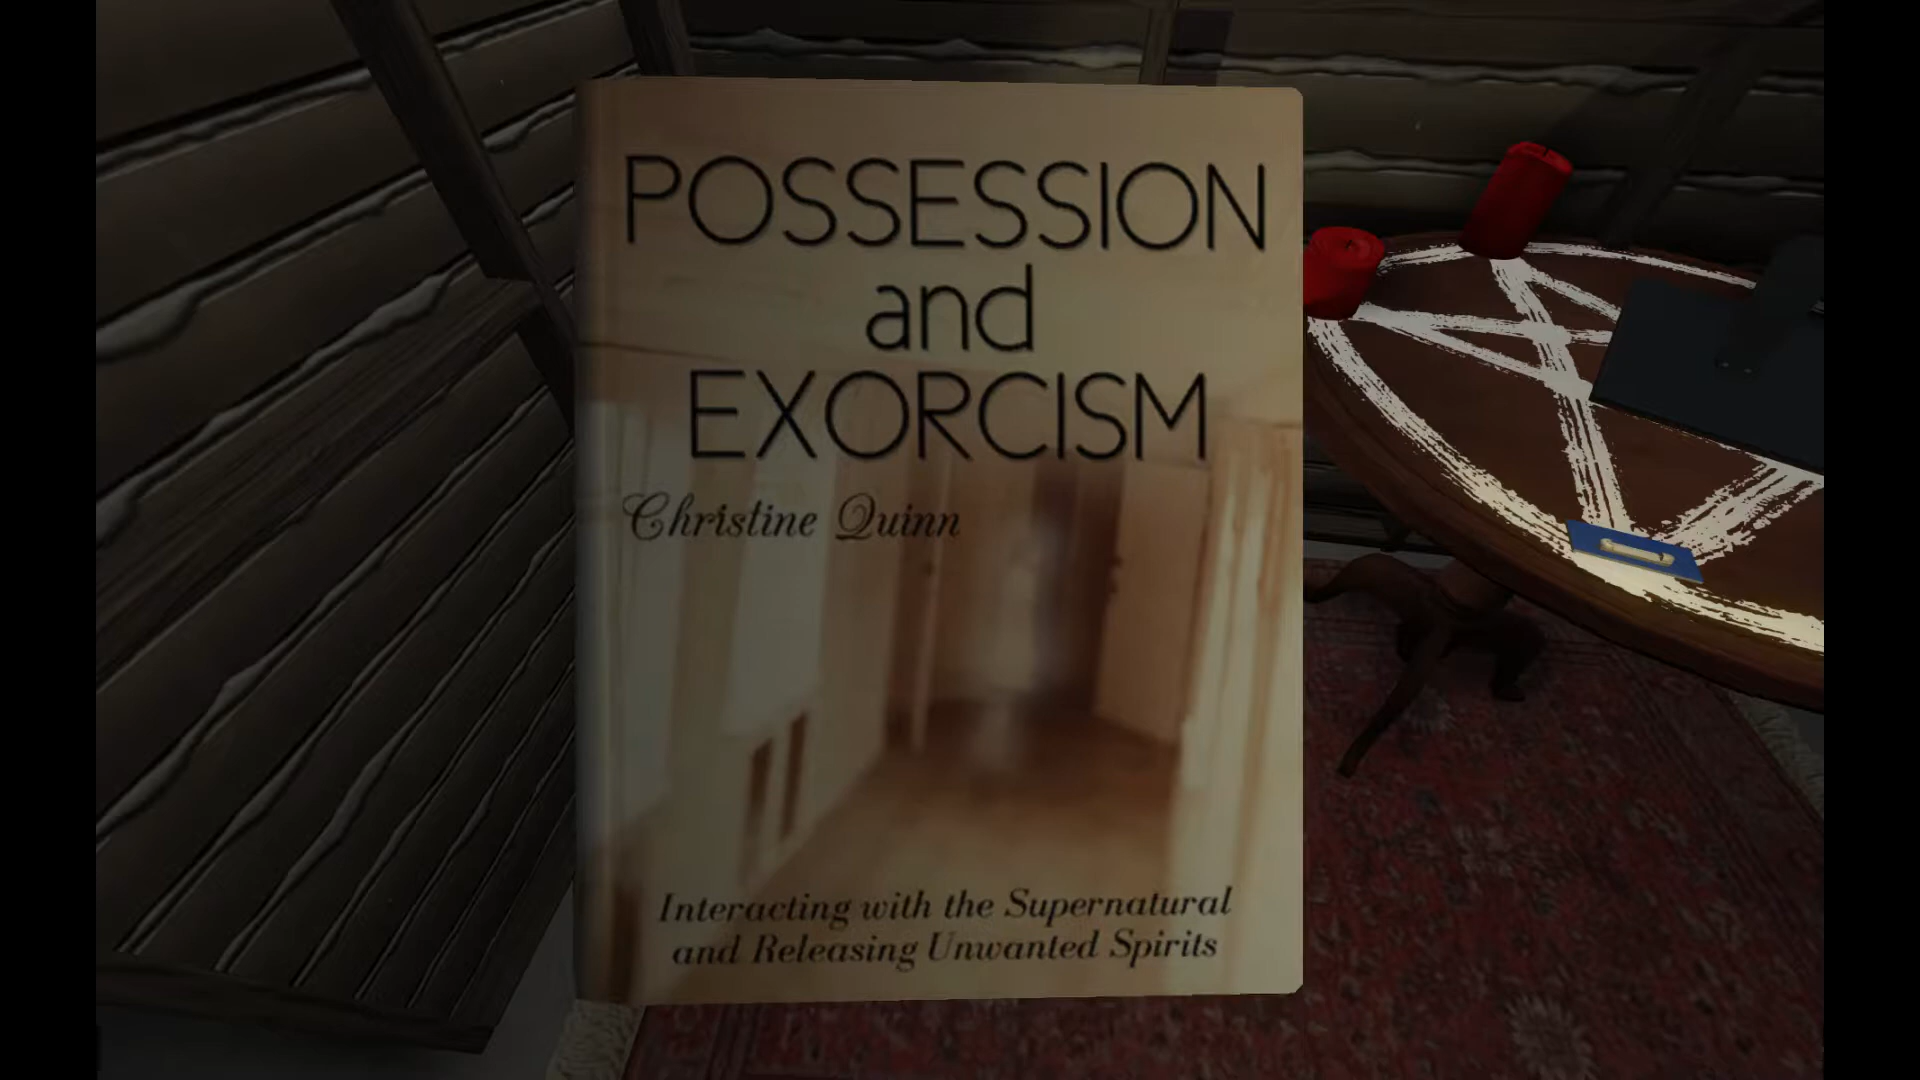 POSSESSION
and
EXORCISM
Christine Quinn
Interacting with the Supernatural
and Releasing Unwanted Spirits